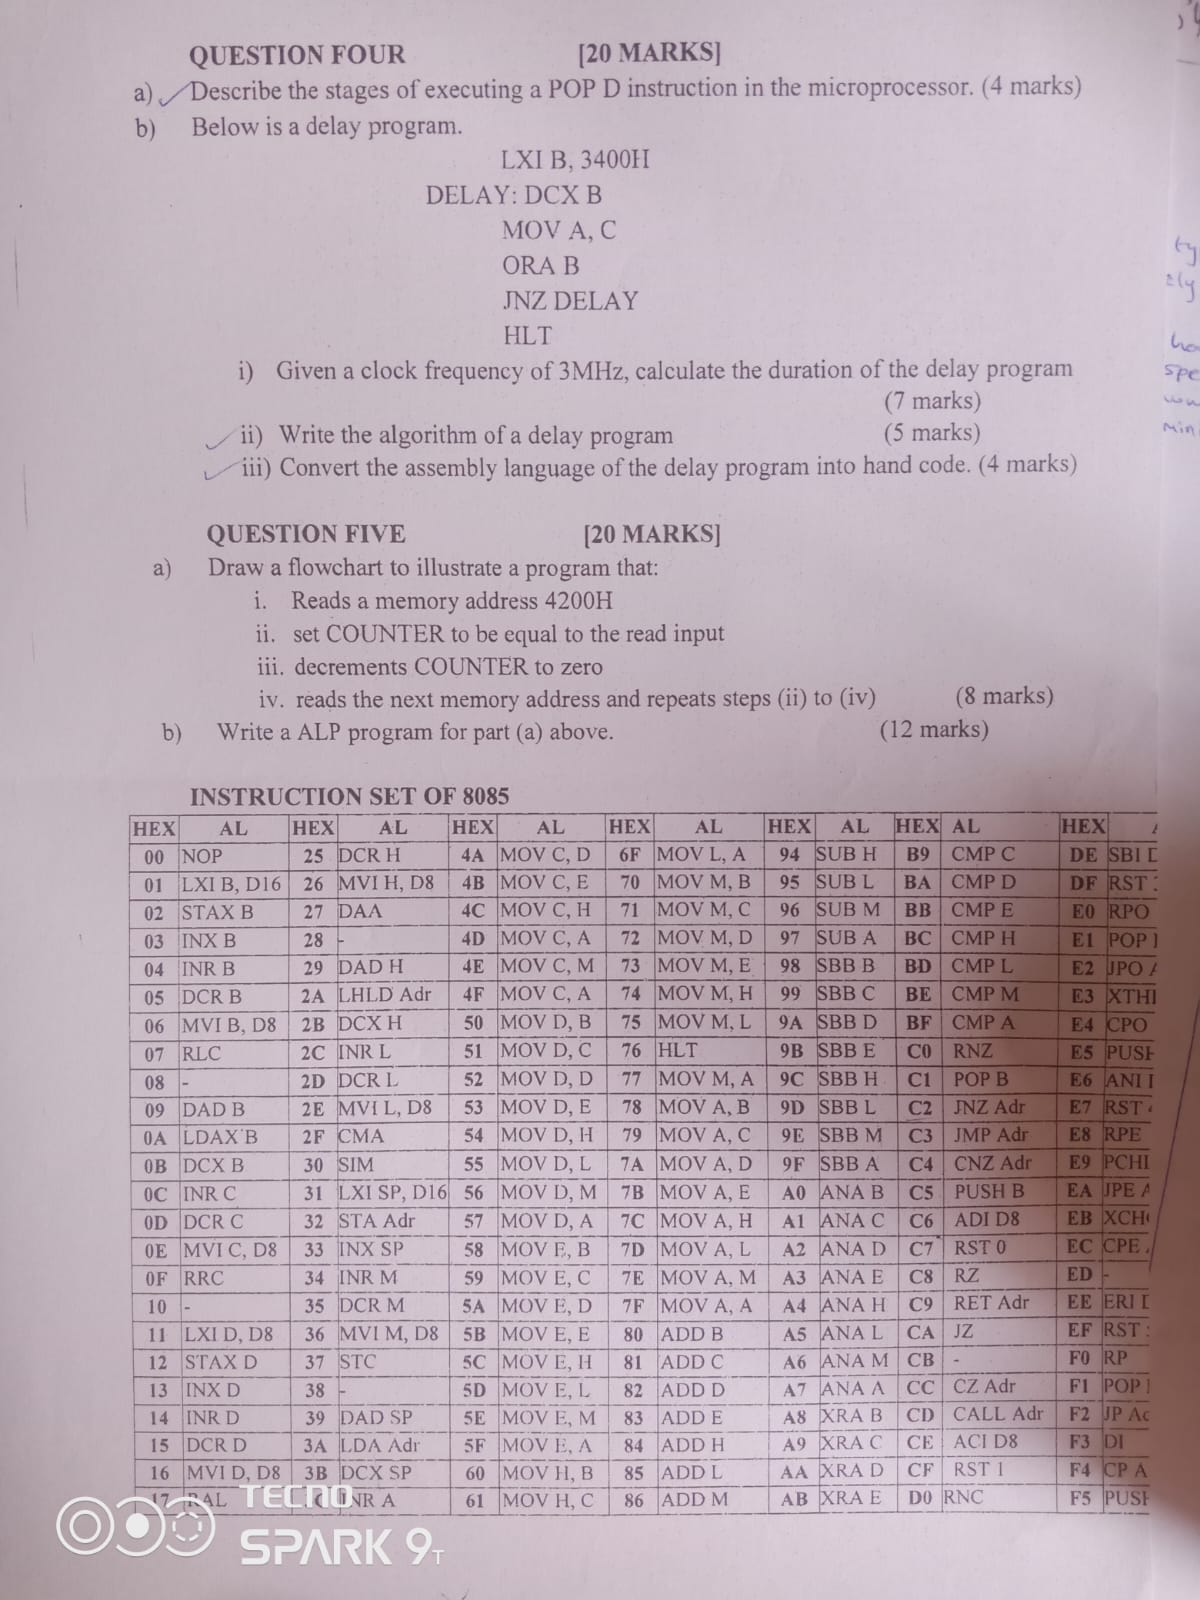 QUESTION FOUR [20 MARKS]
a) Describe the stages of executing a POP D instruction in the microprocessor. (4 marks)
b) Below is a delay program.
LXI B, 3400H
DELAY: DCX B
MOV A, C
ORA B
JNZ DELAY
HLT
i) Given a clock frequency of 3MHz, calculate the duration of the delay program
(7 marks)
ii) Write the algorithm of a delay program (5 marks)
iii) Convert the assembly language of the delay program into hand code. (4 marks)
QUESTION FIVE [20 MARKS]
a) Draw a flowchart to illustrate a program that:
i. Reads a memory address 4200H
ii. set COUNTER to be equal to the read input
iii. decrements COUNTER to zero
iv. reads the next memory address and repeats steps (ii) to (iv) (8 marks)
b) Write a ALP program for part (a) above. (12 marks)
INSTRUCTION SET OF 8085
HEX AL HEX AL HEX AL HEX AL HEX AL HEX AL HEX
00 NOP 25 DCR H 4A MOV C, D 6F MOV L, A 94 SUB H B9 CMP C DE SBI
01 LXI B, D16 26 MVI H, D8 4B MOV C, E 70 MOV M, B 95 SUB L BA CMP D DF RST
02 STAX B 27 DAA 4C MOV C, H 71 MOV M, C 96 SUB M BB CMP E E0 RPO
03 INX B 28 - 4D MOV C, A 72 MOV M, D 97 SUB A BC CMP H E1 POP
04 INR B 29 DAD H 4E MOV C, M 73 MOV M, E 98 SBB B BD CMP L E2 JPO
05 DCR B 2A LHLD Adr 4F MOV C, A 74 MOV M, H 99 SBB C BE CMP M E3 XTHI
06 MVI B, D8 2B DCX H 50 MOV D, B 75 MOV M, L 9A SBB D BF CMP A E4 CPO
07 RLC 2C INR L 51 MOV D, C 76 HLT 9B SBB E C0 RNZ E5 PUSH
08 - 2D DCR L 52 MOV D, D 77 MOV M, A 9C SBB H C1 POP B E6 ANI
09 DAD B 2E MVI L, D8 53 MOV D, E 78 MOV A, B 9D SBB L C2 JNZ Adr E7 RST
0A LDAX B 2F CMA 54 MOV D, H 79 MOV A, C 9E SBB M C3 JMP Adr E8 RPE
0B DCX B 30 SIM 55 MOV D, L 7A MOV A, D 9F SBB A C4 CNZ Adr E9 PCHI
0C INR C 31 LXI SP, D16 56 MOV D, M 7B MOV A, E A0 ANA B C5 PUSH B EA JPE
0D DCR C 32 STA Adr 57 MOV D, A 7C MOV A, H A1 ANA C C6 ADI D8 EB XCH
0E MVI C, D8 33 INX SP 58 MOV E, B 7D MOV A, L A2 ANA D C7 RST 0 EC CPE
0F RRC 34 INR M 59 MOV E, C 7E MOV A, M A3 ANA E C8 RZ ED -
10 - 35 DCR M 5A MOV E, D 7F MOV A, A A4 ANA H C9 RET Adr EE ERI
11 LXI D, D8 36 MVI M, D8 5B MOV E, E 80 ADD B A5 ANA L CA JZ EF RST
12 STAX D 37 STC 5C MOV E, H 81 ADD C A6 ANA M CB - F0 RP
13 INX D 38 - 5D MOV E, L 82 ADD D A7 ANA A CC CZ Adr F1 POP
14 INR D 39 DAD SP 5E MOV E, M 83 ADD E A8 XRA B CD CALL Adr F2 JP
15 DCR D 3A LDA Adr 5F MOV E, A 84 ADD H A9 XRA C CE ACI D8 F3 DI
16 MVI D, D8 3B DCX SP 60 MOV H, B 85 ADD L AA XRA D CF RST 1 F4 CP A
17 RAL INR A 61 MOV H, C 86 ADD M AB XRA E D0 RNC F5 PUSH
TECNO
SPARK 9T